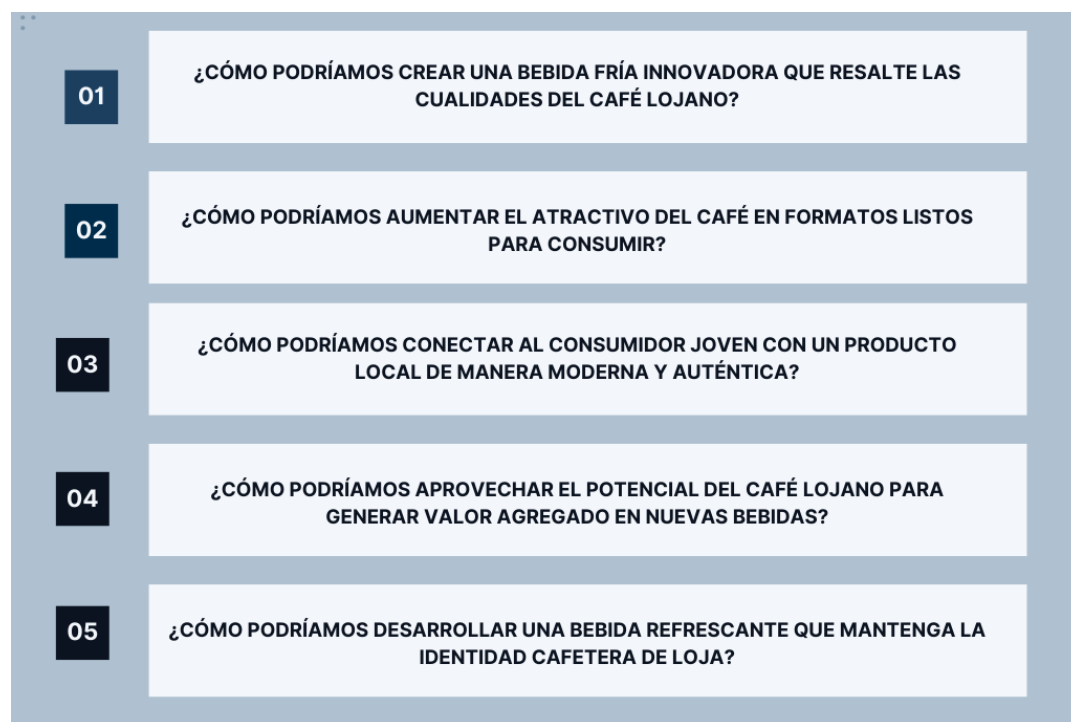 01
¿CÓMO PODRÍAMOS CREAR UNA BEBIDA FRÍA INNOVADORA QUE RESALTE LAS
CUALIDADES DEL CAFÉ LOJANO?
02
¿CÓMO PODRÍAMOS AUMENTAR EL ATRACTIVO DEL CAFÉ EN FORMATOS LISTOS
PARA CONSUMIR?
03
¿CÓMO PODRÍAMOS CONECTAR AL CONSUMIDOR JOVEN CON UN PRODUCTO
LOCAL DE MANERA MODERNA Y AUTÉNTICA?
04
¿CÓMO PODRÍAMOS APROVECHAR EL POTENCIAL DEL CAFÉ LOJANO PARA
GENERAR VALOR AGREGADO EN NUEVAS BEBIDAS?
05
¿CÓMO PODRÍAMOS DESARROLLAR UNA BEBIDA REFRESCANTE QUE MANTENGA LA
IDENTIDAD CAFETERA DE LOJA?